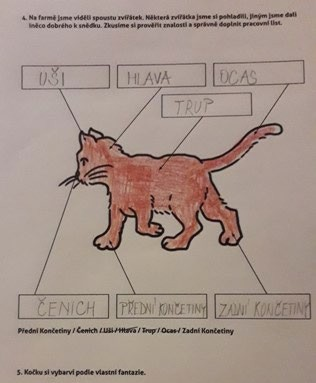 4. Na farmě jsme viděli spoustu zvířátek. Některá zvířátka jsme si pohladili, jiným jsme dali
něco dobrého k snědku. Zkusíme si prověřit znalosti a správně doplnit pracovní list.
UŠI
HLAVA
OCAS
TRUP
ČENICH
PŘEDNÍ KONČETINY
ZADNÍ KONČETINY
Přední Končetiny / Čenich / Uši / Hlava / Trup / Ocas / Zadní Končetiny
5. Kočku si vybarvi podle vlastní fantazie.